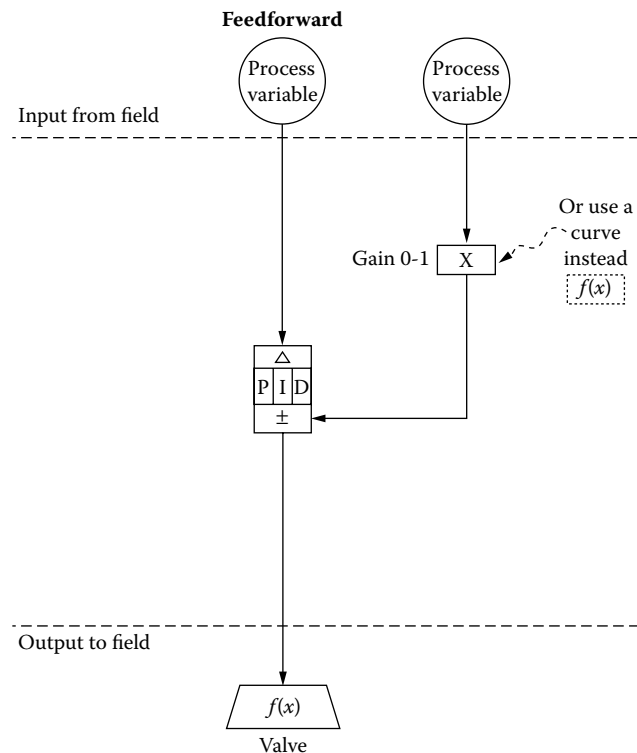 Feedforward
Process
variable
Process
variable
Input from field
Or use a
curve
instead
f(x)
Gain 0-1
X
△
P I D
±
Output to field
f(x)
Valve